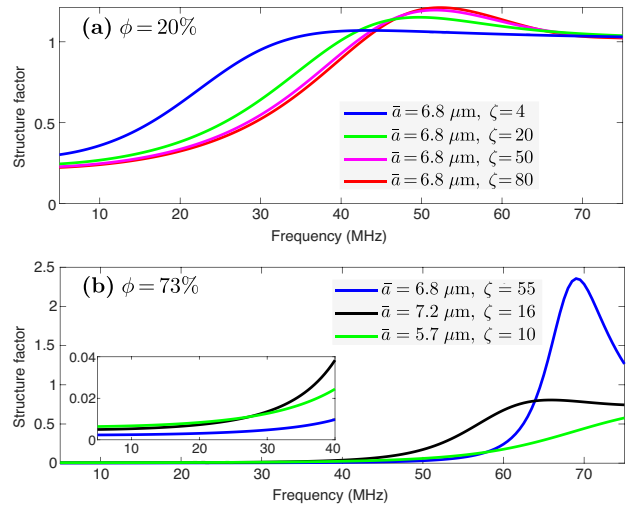 (a) ϕ = 20%
Structure factor
1
0.5
0
ā = 6.8 μm, ζ = 4
ā = 6.8 μm, ζ = 20
ā = 6.8 μm, ζ = 50
ā = 6.8 μm, ζ = 80
10 20 30 40 50 60 70
Frequency (MHz)
(b) ϕ = 73%
Structure factor
2.5
2
1.5
1
0.5
0
ā = 6.8 μm, ζ = 55
ā = 7.2 μm, ζ = 16
ā = 5.7 μm, ζ = 10
0.04
0.02
0
10 20 30 40
10 20 30 40 50 60 70
Frequency (MHz)